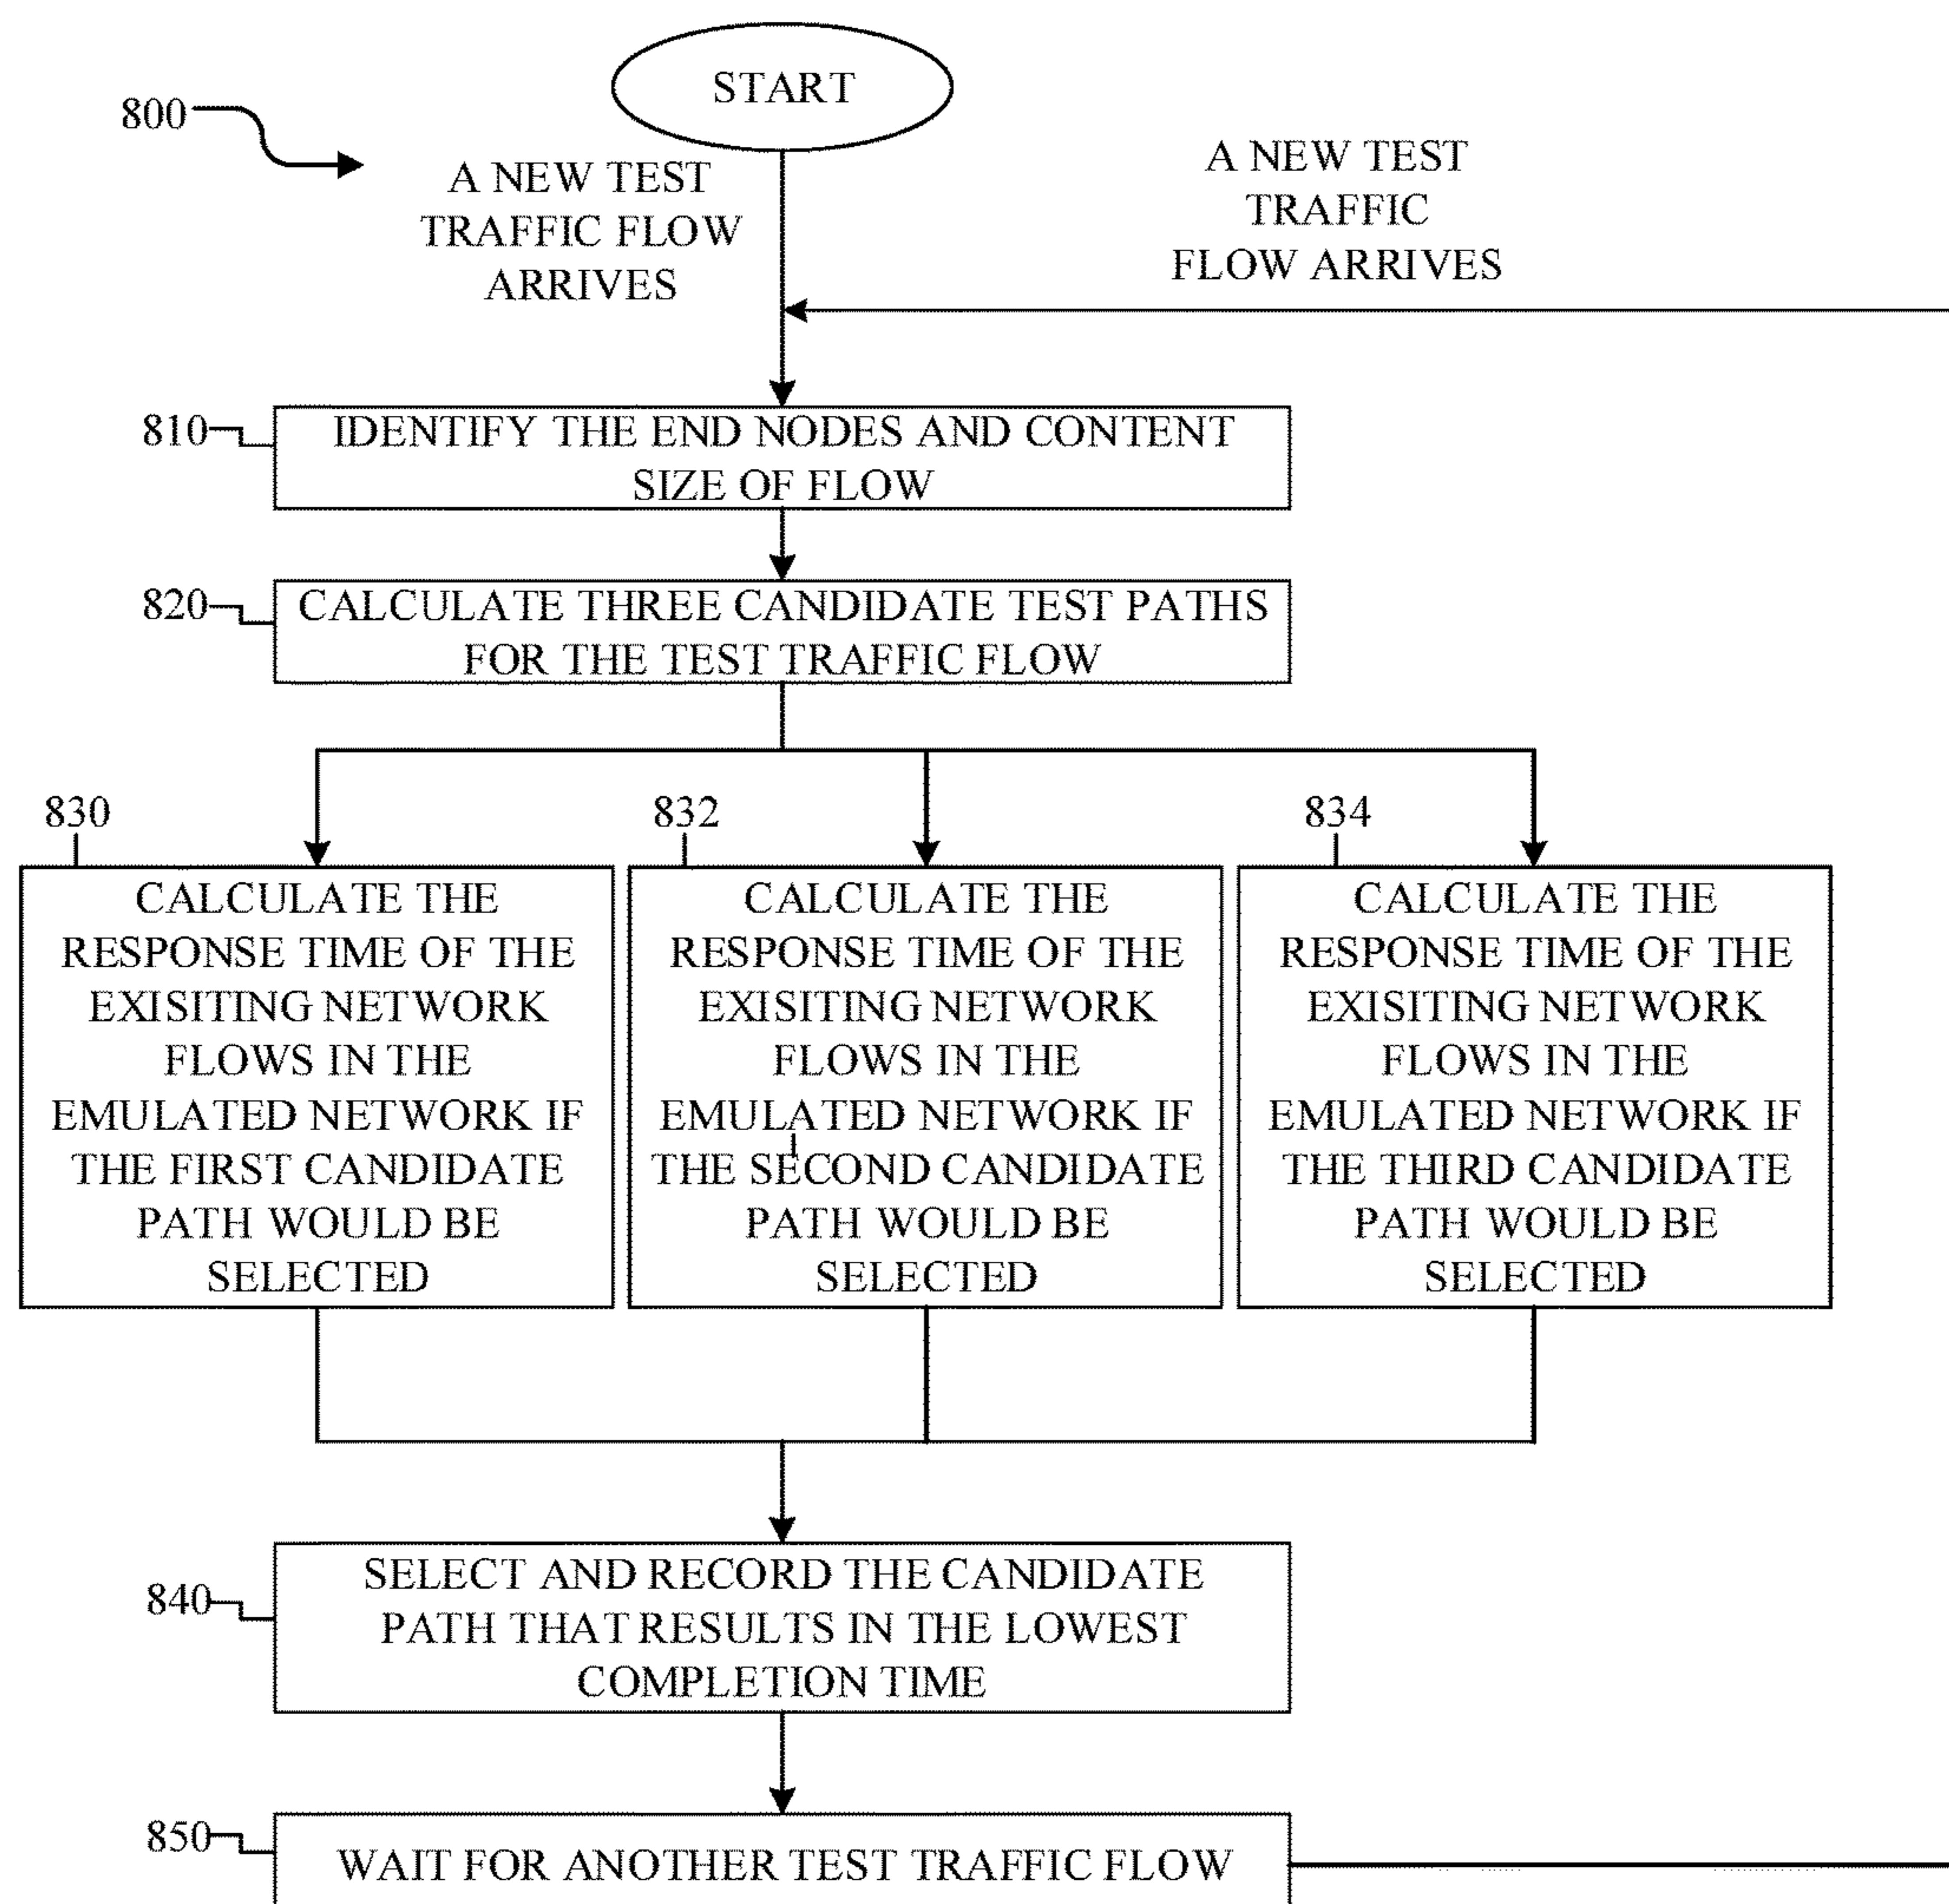 START
800
A NEW TEST
TRAFFIC FLOW
ARRIVES
A NEW TEST
TRAFFIC
FLOW ARRIVES
810
IDENTIFY THE END NODES AND CONTENT
SIZE OF FLOW
820
CALCULATE THREE CANDIDATE TEST PATHS
FOR THE TEST TRAFFIC FLOW
830
CALCULATE THE
RESPONSE TIME OF THE
EXISITING NETWORK
FLOWS IN THE
EMULATED NETWORK IF
THE FIRST CANDIDATE
PATH WOULD BE
SELECTED
832
CALCULATE THE
RESPONSE TIME OF THE
EXISITING NETWORK
FLOWS IN THE
EMULATED NETWORK IF
THE SECOND CANDIDATE
PATH WOULD BE
SELECTED
834
CALCULATE THE
RESPONSE TIME OF THE
EXISITING NETWORK
FLOWS IN THE
EMULATED NETWORK IF
THE THIRD CANDIDATE
PATH WOULD BE
SELECTED
840
SELECT AND RECORD THE CANDIDATE
PATH THAT RESULTS IN THE LOWEST
COMPLETION TIME
850
WAIT FOR ANOTHER TEST TRAFFIC FLOW